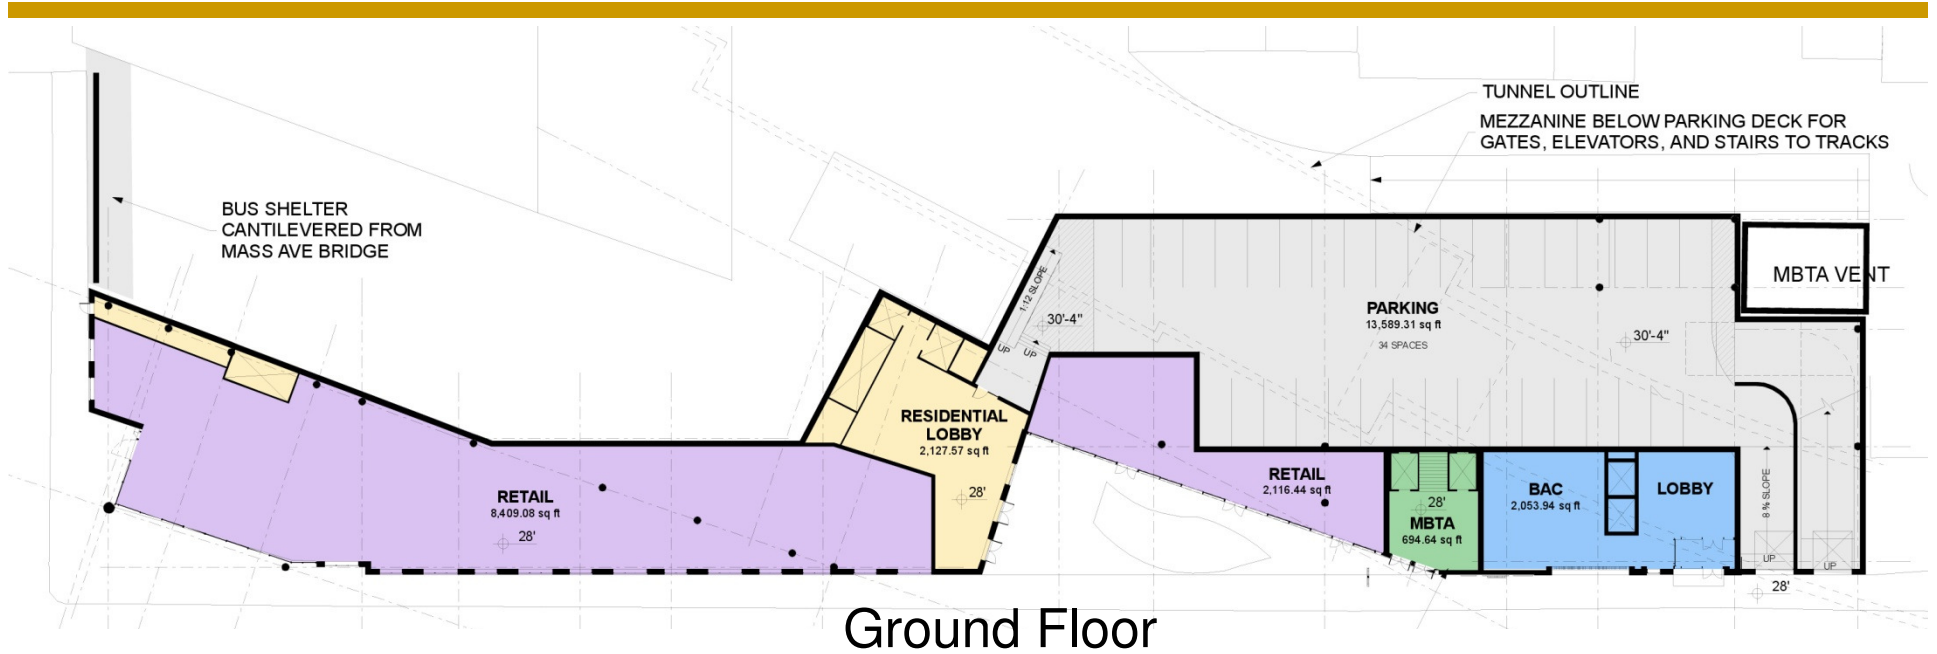 TUNNEL OUTLINE
MEZZANINE BELOW PARKING DECK FOR
GATES, ELEVATORS, AND STAIRS TO TRACKS
BUS SHELTER
CANTILEVERED FROM
MASS AVE BRIDGE
MBTA VENT
1:12 SLOPE
30'-4"
UP
UP
PARKING
13,589.31 sq ft
34 SPACES
30'-4"
RESIDENTIAL
LOBBY
2,127.57 sq ft
28'
RETAIL
8,409.08 sq ft
28'
RETAIL
2,116.44 sq ft
28'
MBTA
694.64 sq ft
BAC
2,053.94 sq ft
LOBBY
8 % SLOPE
UP
UP
28'
Ground Floor